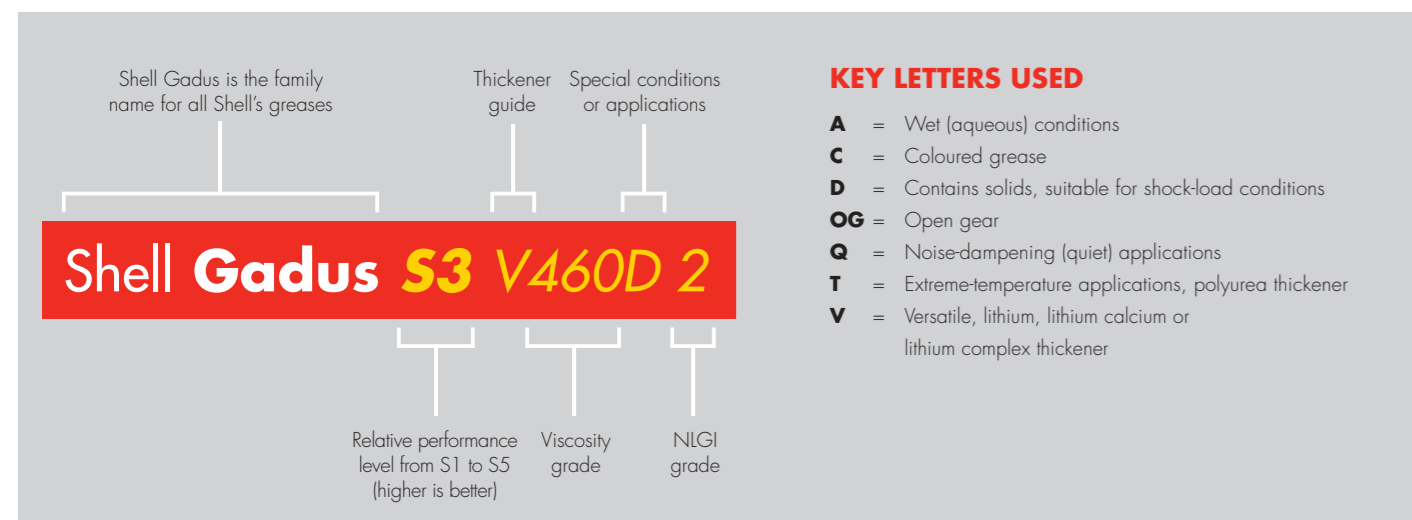 Shell Gadus is the family
name for all Shell's greases
Thickener
guide
Special conditions
or applications
Shell Gadus S3 V460D 2
Relative performance
level from S1 to S5
(higher is better)
Viscosity
grade
NLGI
grade
KEY LETTERS USED
A = Wet (aqueous) conditions
C = Coloured grease
D = Contains solids, suitable for shock-load conditions
OG = Open gear
Q = Noise-dampening (quiet) applications
T = Extreme-temperature applications, polyurea thickener
V = Versatile, lithium, lithium calcium or
lithium complex thickener